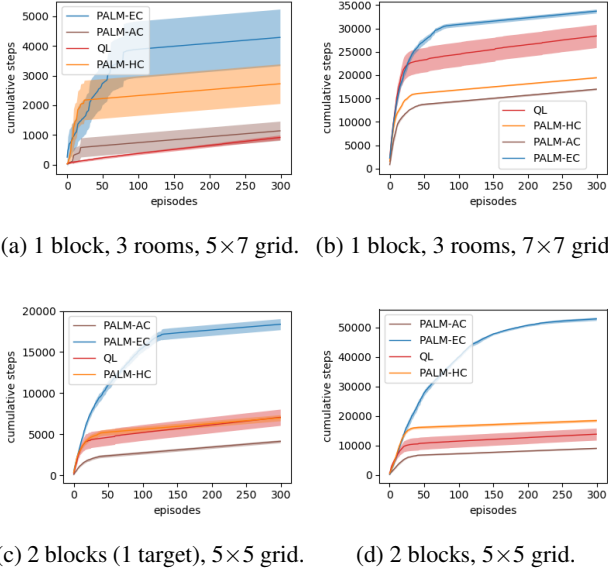 5000
4000
3000
2000
1000
0
cumulative steps
PALM-EC
PALM-AC
QL
PALM-HC
0 50 100 150 200 250 300
episodes
35000
30000
25000
20000
15000
10000
5000
0
cumulative steps
QL
PALM-HC
PALM-AC
PALM-EC
0 50 100 150 200 250 300
episodes
(a) 1 block, 3 rooms, 5×7 grid. (b) 1 block, 3 rooms, 7×7 grid
20000
15000
10000
5000
0
cumulative steps
PALM-AC
PALM-EC
QL
PALM-HC
0 50 100 150 200 250 300
episodes
50000
40000
30000
20000
10000
0
cumulative steps
PALM-AC
PALM-EC
QL
PALM-HC
0 50 100 150 200 250 300
episodes
(c) 2 blocks (1 target), 5×5 grid. (d) 2 blocks, 5×5 grid.